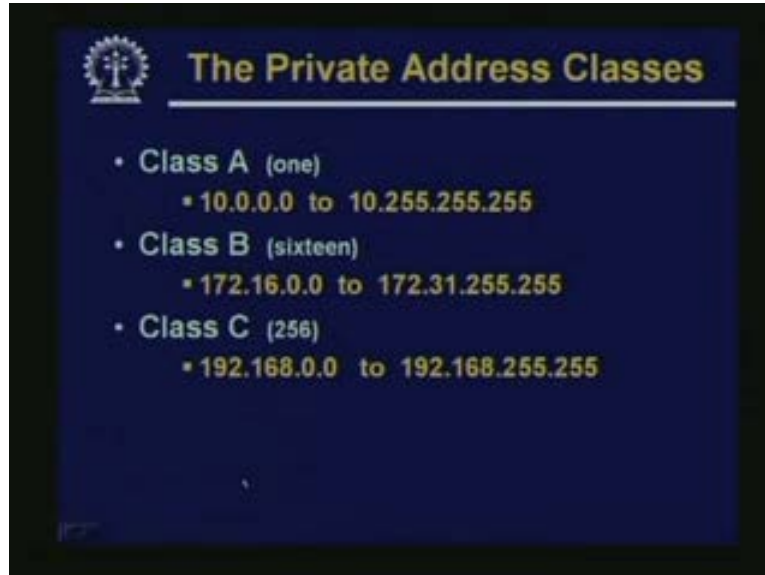 The Private Address Classes
• Class A (one)
▪ 10.0.0.0 to 10.255.255.255
• Class B (sixteen)
▪ 172.16.0.0 to 172.31.255.255
• Class C (256)
▪ 192.168.0.0 to 192.168.255.255